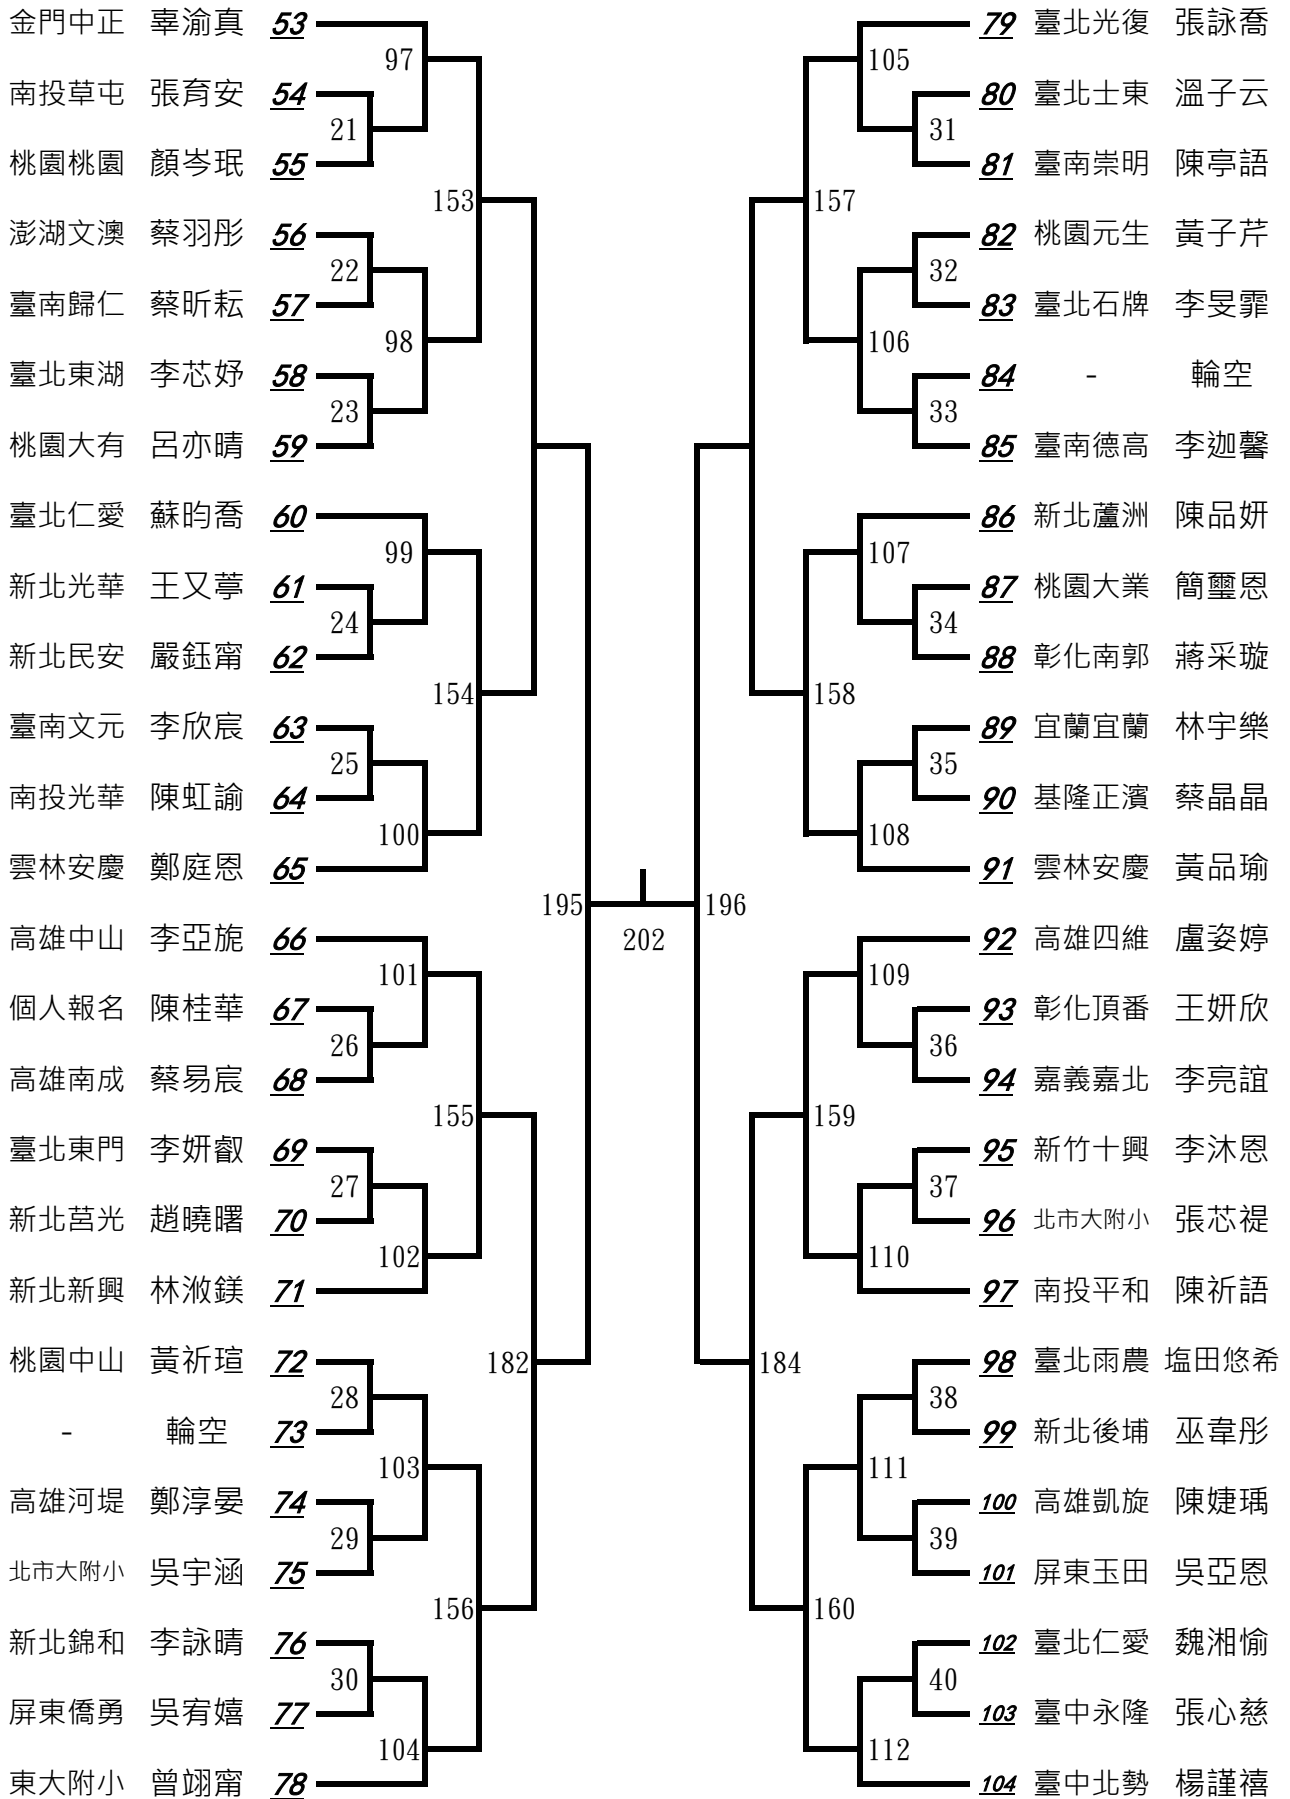 金門中正 辜渝真 53
97
南投草屯 張育安 54
21
桃園桃園 顏岑珉 55
153
澎湖文澳 蔡羽彤 56
22
臺南歸仁 蔡昕耘 57
98
臺北東湖 李芯妤 58
23
桃園大有 呂亦晴 59
臺北仁愛 蘇昀喬 60
99
新北光華 王又葶 61
24
新北民安 嚴鈺甯 62
154
臺南文元 李欣宸 63
25
南投光華 陳虹諭 64
100
雲林安慶 鄭庭恩 65
195
高雄中山 李亞旎 66
101
個人報名 陳桂華 67
26
高雄南成 蔡易宸 68
155
臺北東門 李妍叡 69
27
新北莒光 趙曉曙 70
102
新北新興 林潎鎂 71
桃園中山 黃祈瑄 72
182
28
- 輪空 73
103
高雄河堤 鄭淳晏 74
29
北市大附小 吳宇涵 75
156
新北錦和 李詠晴 76
30
屏東僑勇 吳宥嬉 77
104
東大附小 曾翊甯 78
202
79 臺北光復 張詠喬
105
80 臺北士東 溫子云
31
81 臺南崇明 陳亭語
157
82 桃園元生 黃子芹
32
83 臺北石牌 李旻霏
106
84 - 輪空
33
85 臺南德高 李迦馨
86 新北蘆洲 陳品妍
107
87 桃園大業 簡璽恩
34
88 彰化南郭 蔣采璇
158
89 宜蘭宜蘭 林宇樂
35
90 基隆正濱 蔡晶晶
108
91 雲林安慶 黃品瑜
196
92 高雄四維 盧姿婷
109
93 彰化頂番 王妍欣
36
94 嘉義嘉北 李亮誼
159
95 新竹十興 李沐恩
37
96 北市大附小 張芯禔
110
97 南投平和 陳祈語
98 臺北雨農 塩田悠希
184
38
99 新北後埔 巫韋彤
111
100 高雄凱旋 陳婕瑀
39
101 屏東玉田 吳亞恩
160
102 臺北仁愛 魏湘愉
40
103 臺中永隆 張心慈
112
104 臺中北勢 楊謹禧